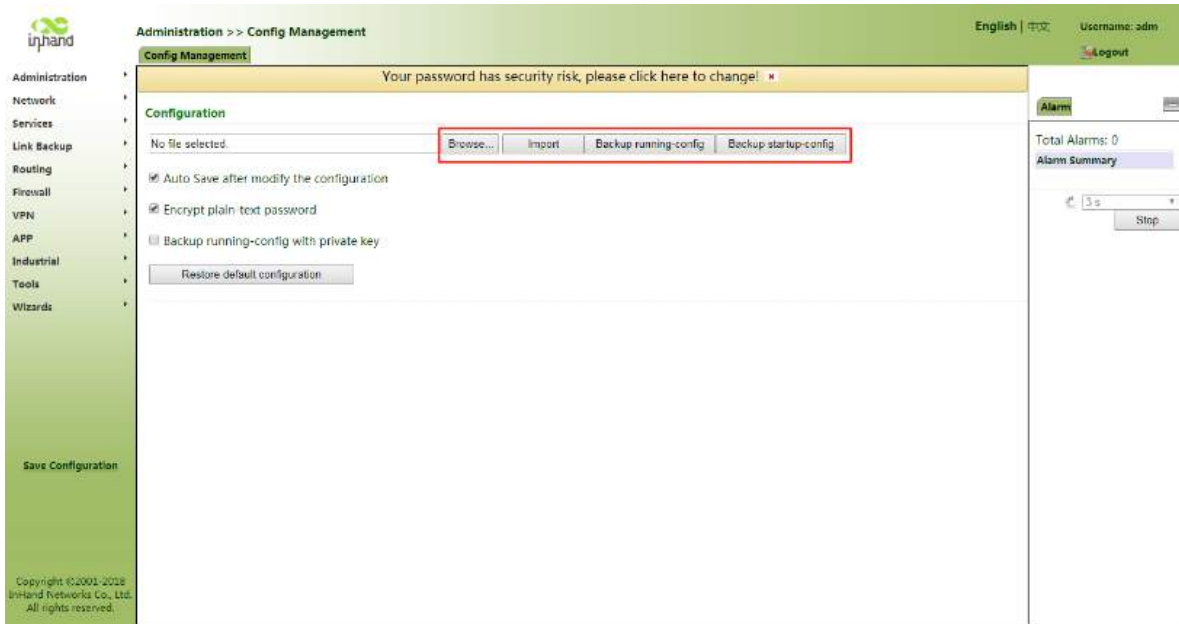 inhand
Administration >> Config Management
English | 中文
Username: adm
Config Management
Logout
Your password has security risk, please click here to change!
Administration
Network
Services
Link Backup
Routing
Firewall
VPN
APP
Industrial
Tools
Wizards
Save Configuration
Copyright ©2001-2018
InHand Networks Co., Ltd.
All rights reserved.
Configuration
No file selected.
Browse... Import Backup running-config Backup startup-config
Auto Save after modify the configuration
Encrypt plain-text password
Backup running-config with private key
Restore default configuration
Alarm
Total Alarms: 0
Alarm Summary
3 s
Stop